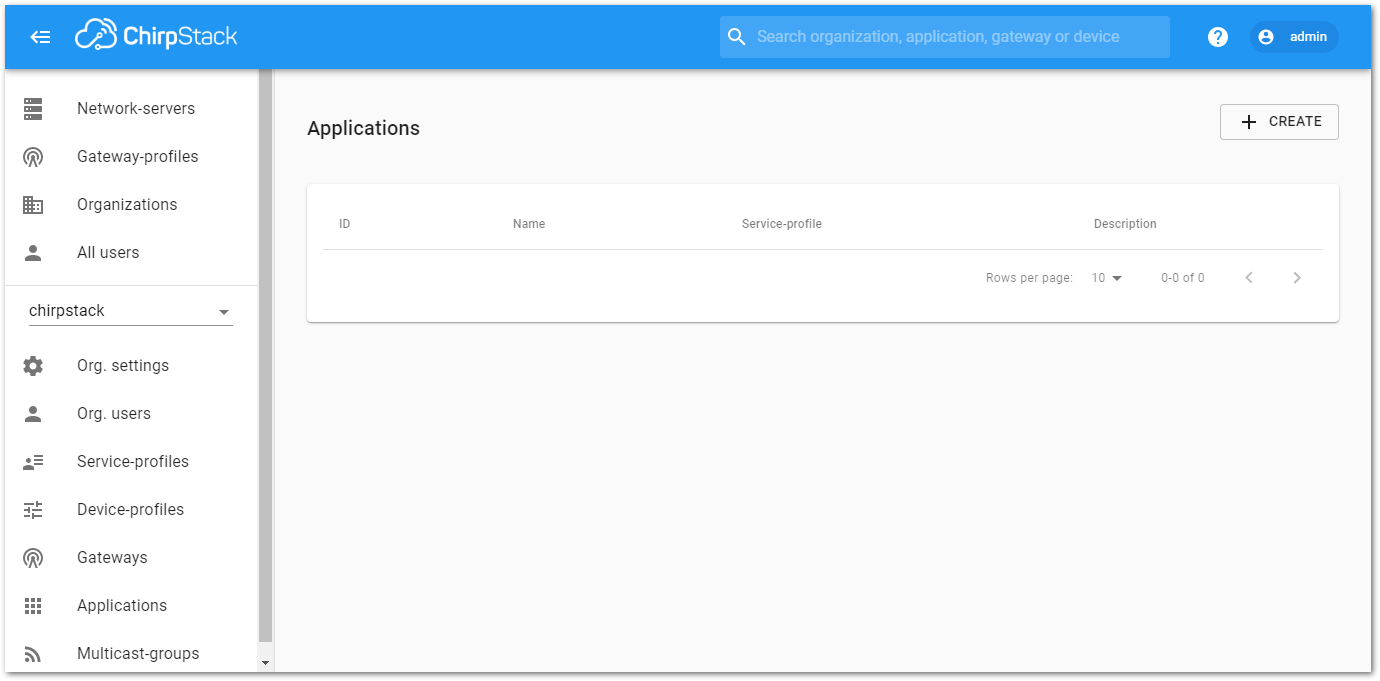 ChirpStack
Search organization, application, gateway or device
?
admin
Network-servers
Gateway-profiles
Organizations
All users
chirpstack
Org. settings
Org. users
Service-profiles
Device-profiles
Gateways
Applications
Multicast-groups
Applications
+ CREATE
ID Name Service-profile Description
Rows per page: 10 0-0 of 0